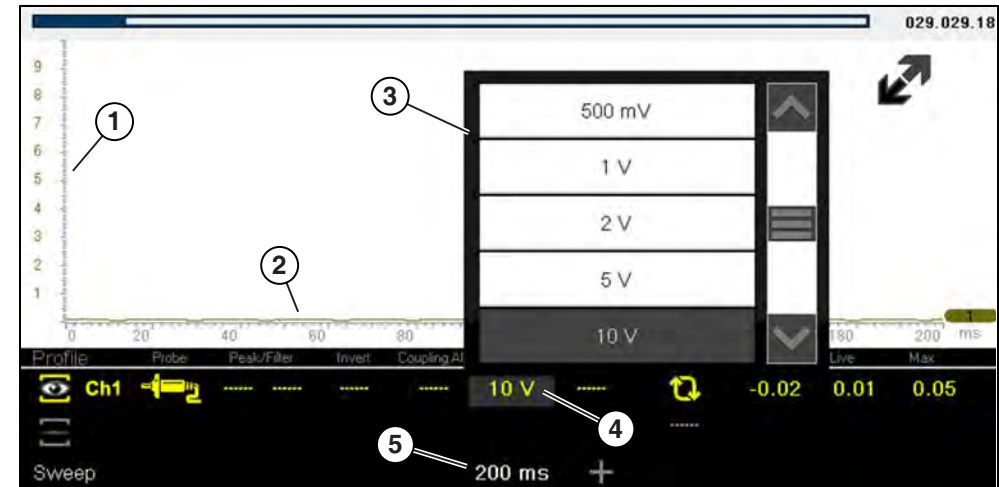 029.029.18
9
8
7
6
5
4
3
2
1
1
2
3
500 mV
1 V
2 V
5 V
10 V
0 20 40 60 80 180 200 ms
1
Profile Probe Peak/Filter Invert Coupling Live Max
Ch1 ------ ------ ------ ------ 10 V ------ -0.02 0.01 0.05
------
4
5
Sweep 200 ms +